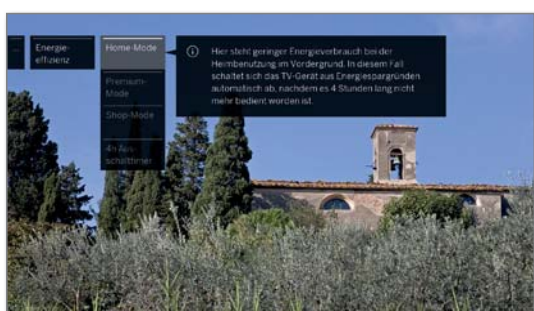 ...
Energie-
effizienz
Home-Mode
Premium-
Mode
Shop-Mode
4h Aus-
schalttimer
Hier steht geringer Energieverbrauch bei der
Heimbenutzung im Vordergrund. In diesem Fall
schaltet sich das TV-Gerät aus Energiespargründen
automatisch ab, nachdem es 4 Stunden lang nicht
mehr bedient worden ist.